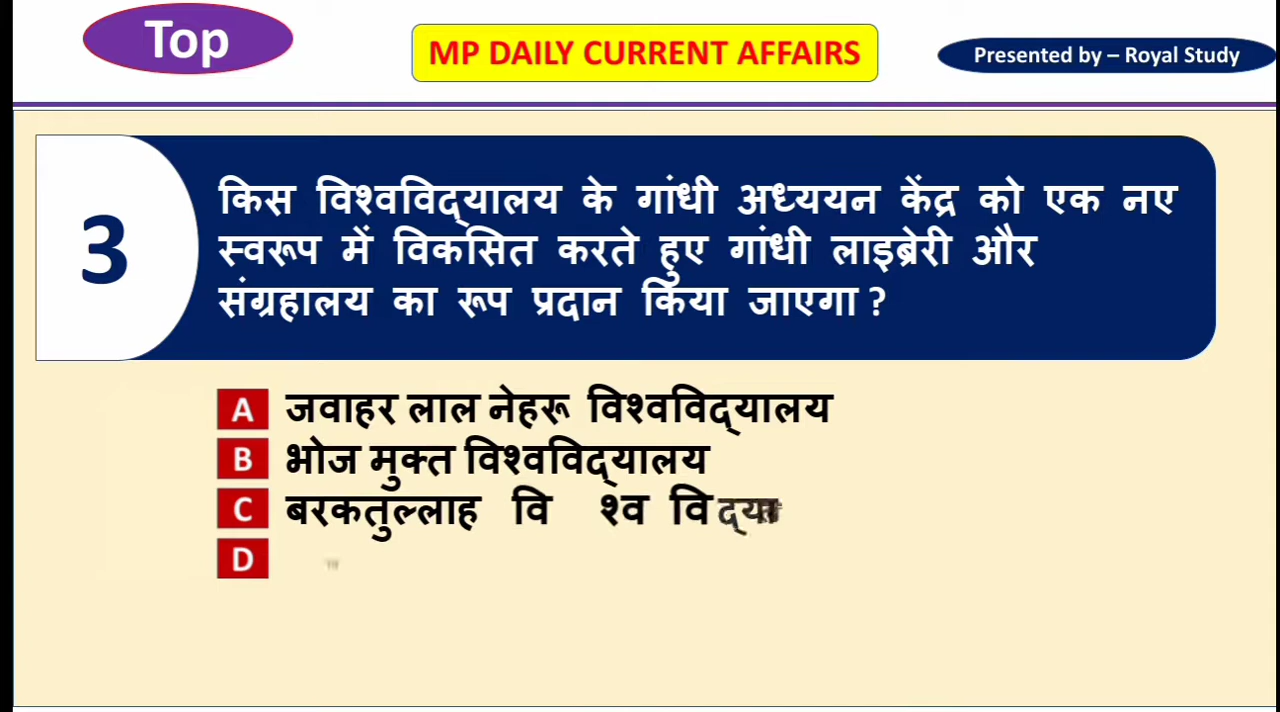 Top
MP DAILY CURRENT AFFAIRS
Presented by – Royal Study
3
किस विश्वविद्यालय के गांधी अध्ययन केंद्र को एक नए
स्वरूप में विकसित करते हुए गांधी लाइब्रेरी और
संग्रहालय का रूप प्रदान किया जाएगा ?
A जवाहर लाल नेहरू विश्वविद्यालय
B भोज मुक्त विश्वविद्यालय
C बरकतुल्लाह वि श्व वि द्या
D